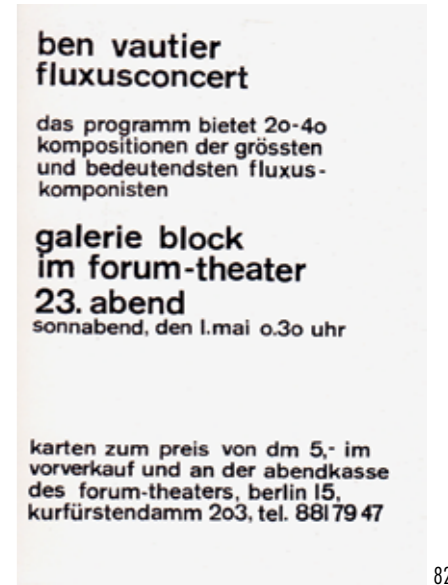 ben vautier
fluxusconcert
das programm bietet 2o-4o
kompositionen der grössten
und bedeutendsten fluxus-
komponisten
galerie block
im forum-theater
23. abend
sonnabend, den l.mai o.3o uhr
karten zum preis von dm 5,- im
vorverkauf und an der abendkasse
des forum-theaters, berlin l5,
kurfürstendamm 2o3, tel. 88l 79 47
82